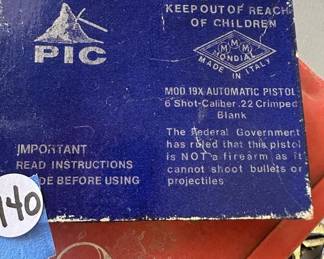 PIC
IMPORTANT
READ INSTRUCTIONS
BEFORE USING
140
KEEP OUT OF REACH
OF CHILDREN
MMM
MONDIAL
MADE IN ITALY
MOD.19X AUTOMATIC PISTOL
6 Shot-Caliber .22 Crimped
Blank
The Federal Government
has ruled that this pistol
is NOT a firearm as it
cannot shoot bullets or
projectiles